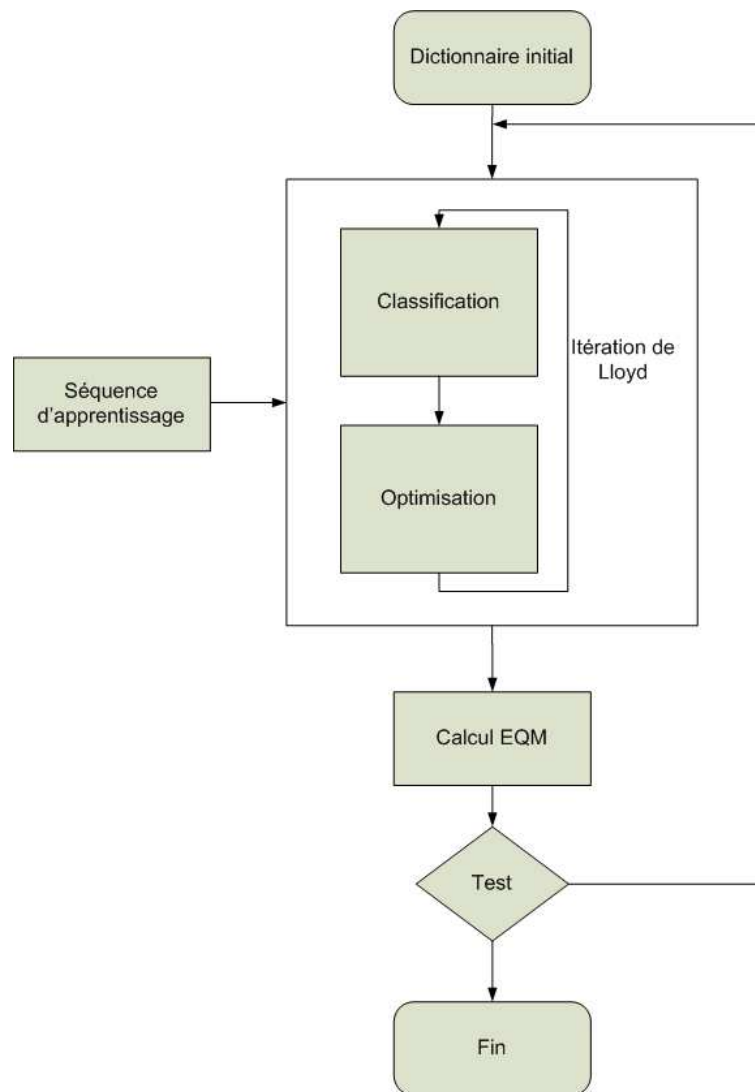 Dictionnaire initial
Classification
Itération de
Lloyd
Séquence
d'apprentissage
Optimisation
Calcul EQM
Test
Fin